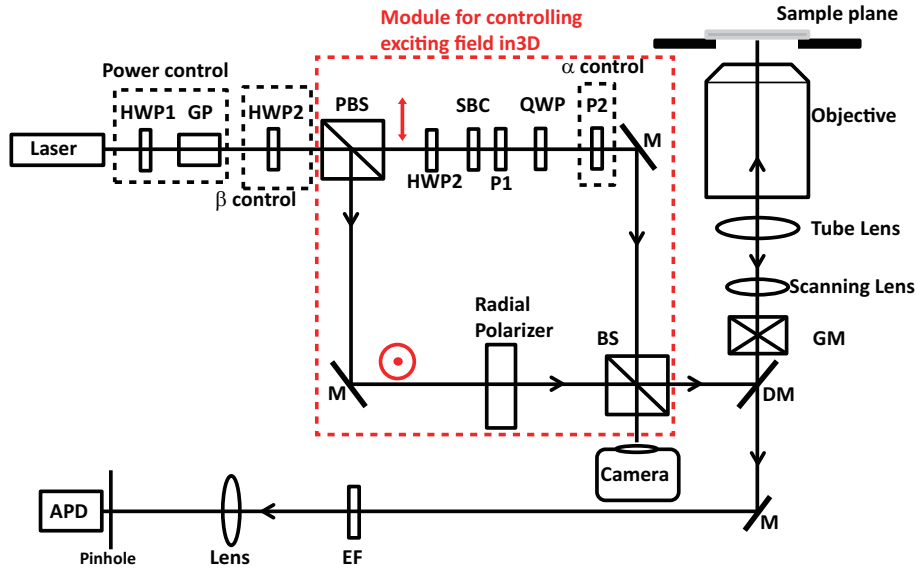 Module for controlling
exciting field in3D
Sample plane
Power control
α control
HWP1
GP
HWP2
PBS
SBC
QWP
P2
M
Objective
Laser
HWP2
P1
β control
Tube Lens
Scanning Lens
Radial
Polarizer
BS
GM
M
DM
Camera
APD
M
Pinhole
Lens
EF